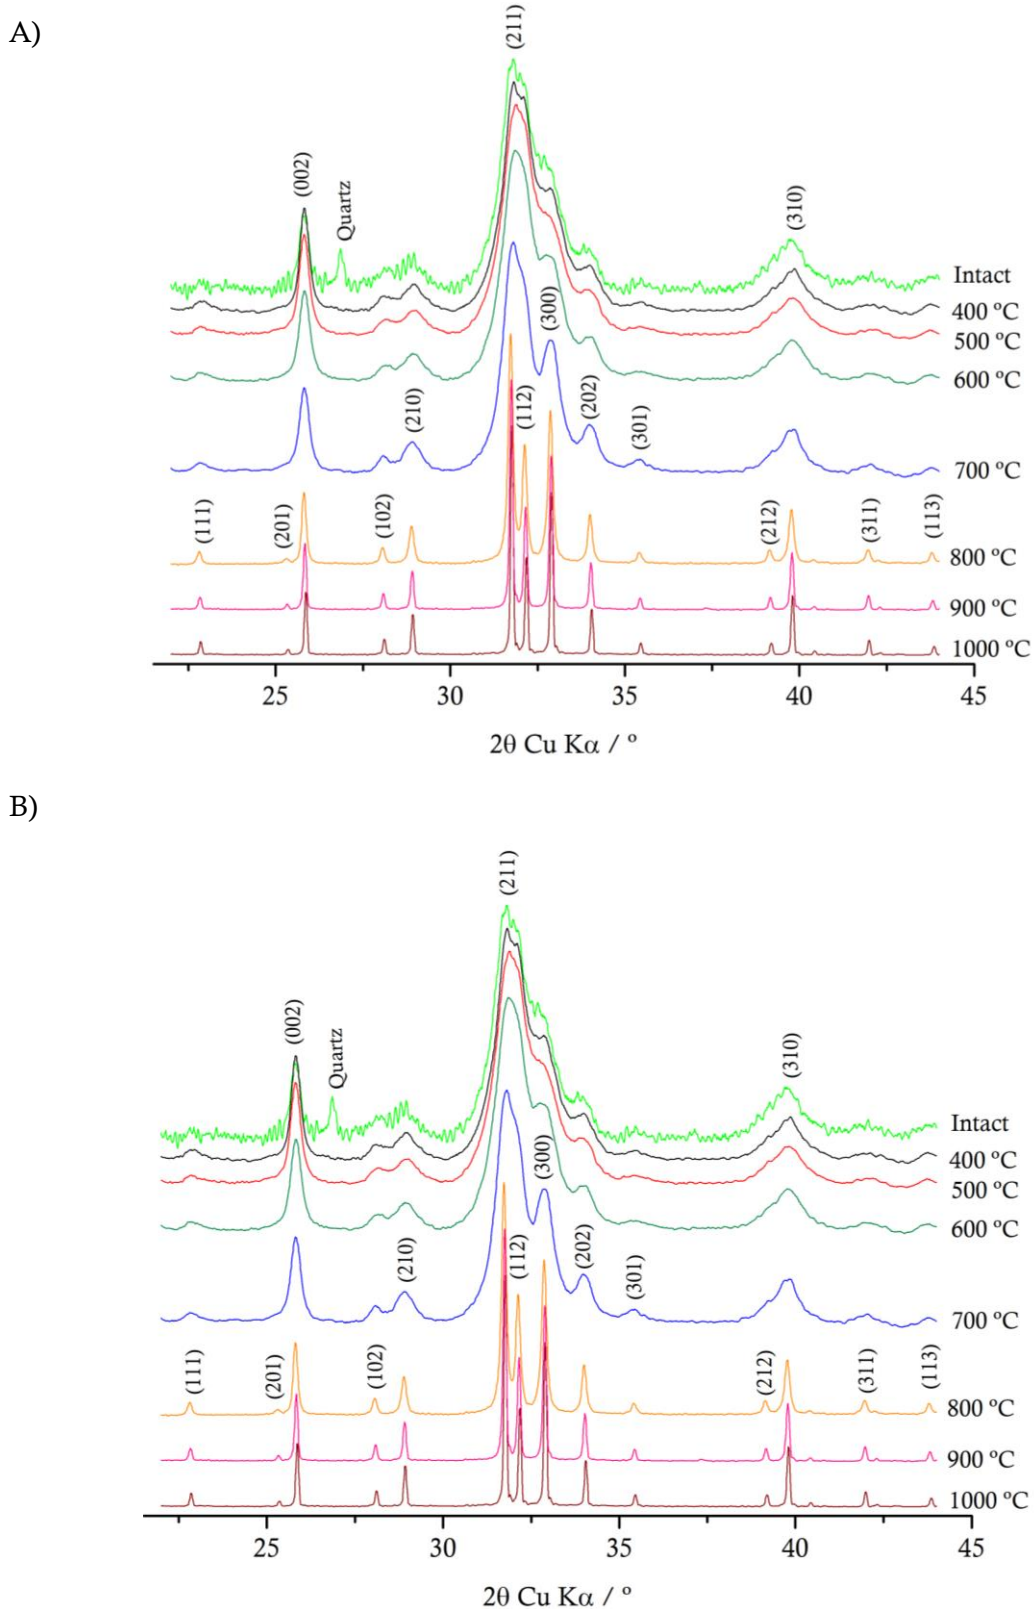 A)
(211)
(002)
Quartz
(310)
Intact
400 ºC
500 ºC
(300)
600 ºC
(210)
(112)
(202)
(301)
700 ºC
(111)
(201)
(102)
(212)
(311)
(113)
800 ºC
900 ºC
1000 ºC
25 30 35 40 45
2θ Cu Kα / º
B)
(211)
(002)
Quartz
(310)
Intact
400 ºC
500 ºC
(300)
600 ºC
(210)
(112)
(202)
(301)
700 ºC
(111)
(201)
(102)
(212)
(311)
(113)
800 ºC
900 ºC
1000 ºC
25 30 35 40 45
2θ Cu Kα / º